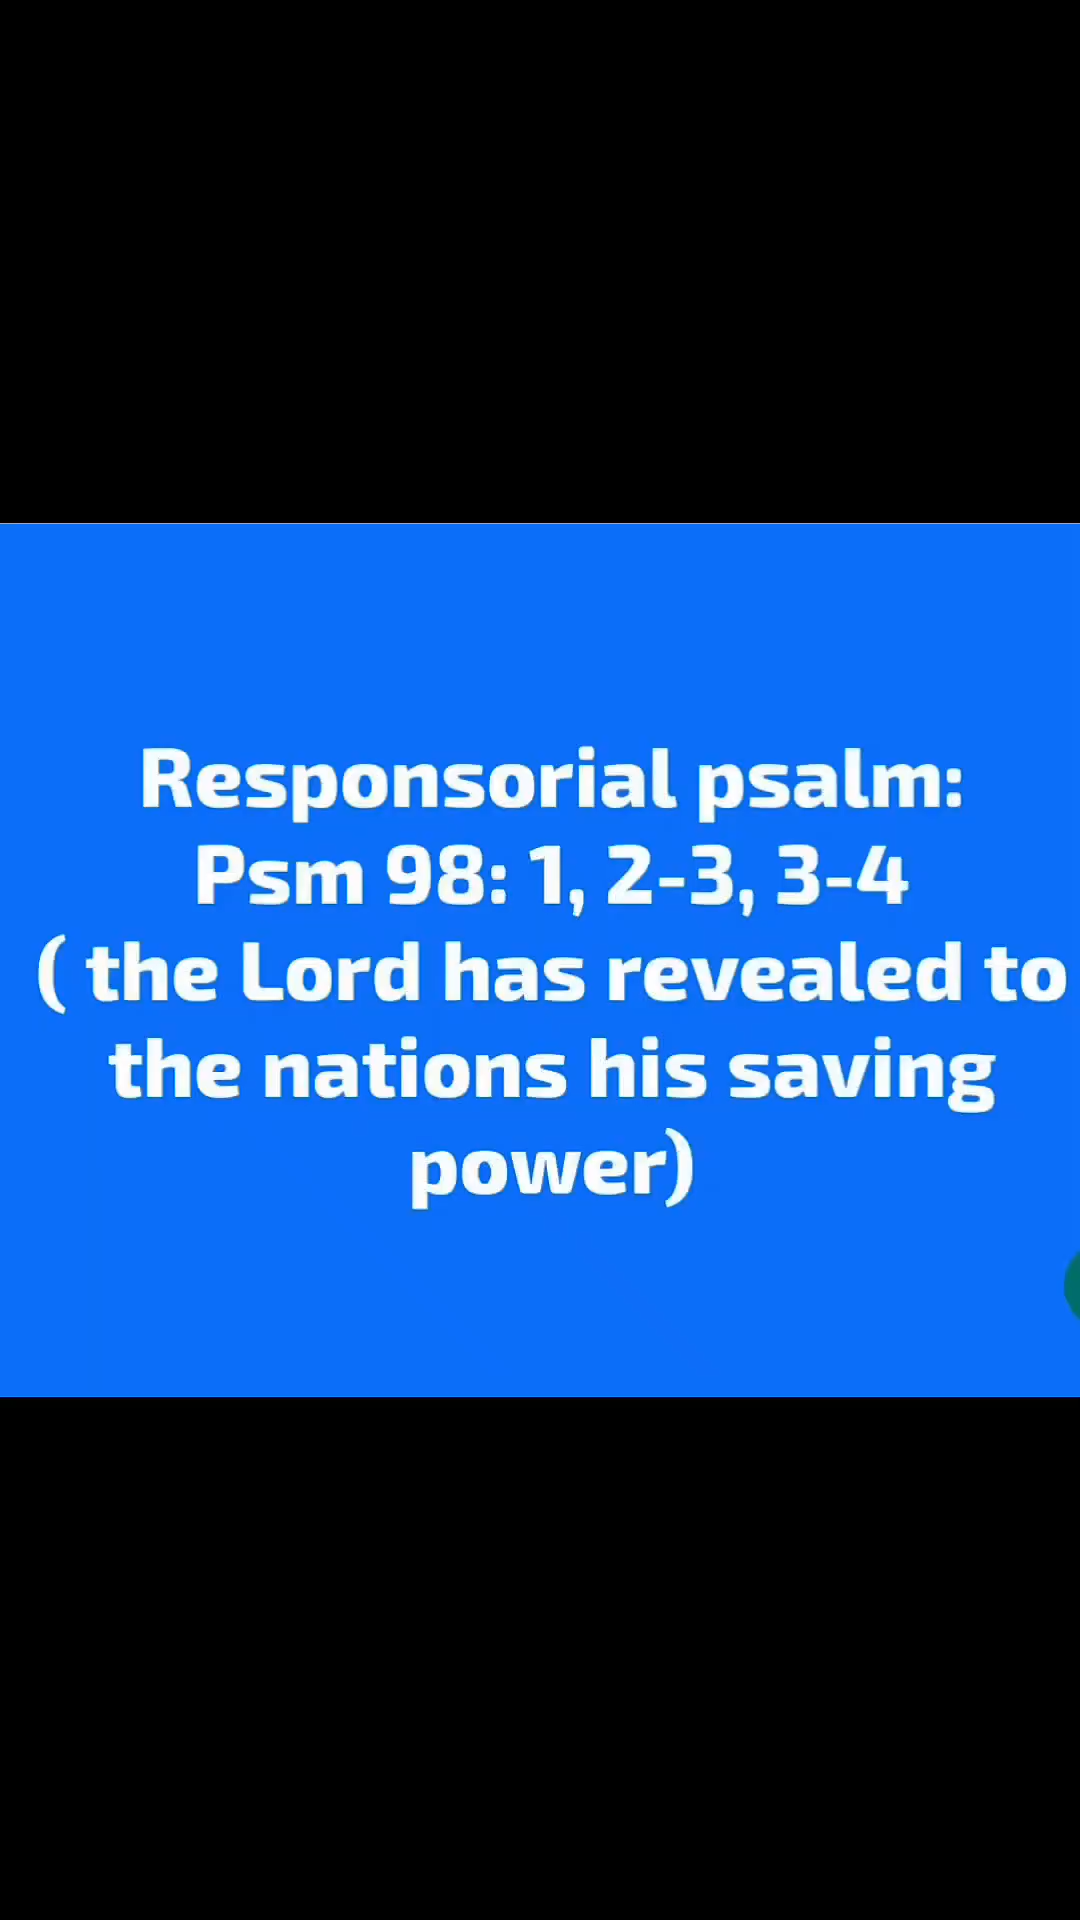 Responsorial psalm:
Psm 98: 1, 2-3, 3-4
( the Lord has revealed to
the nations his saving
power)